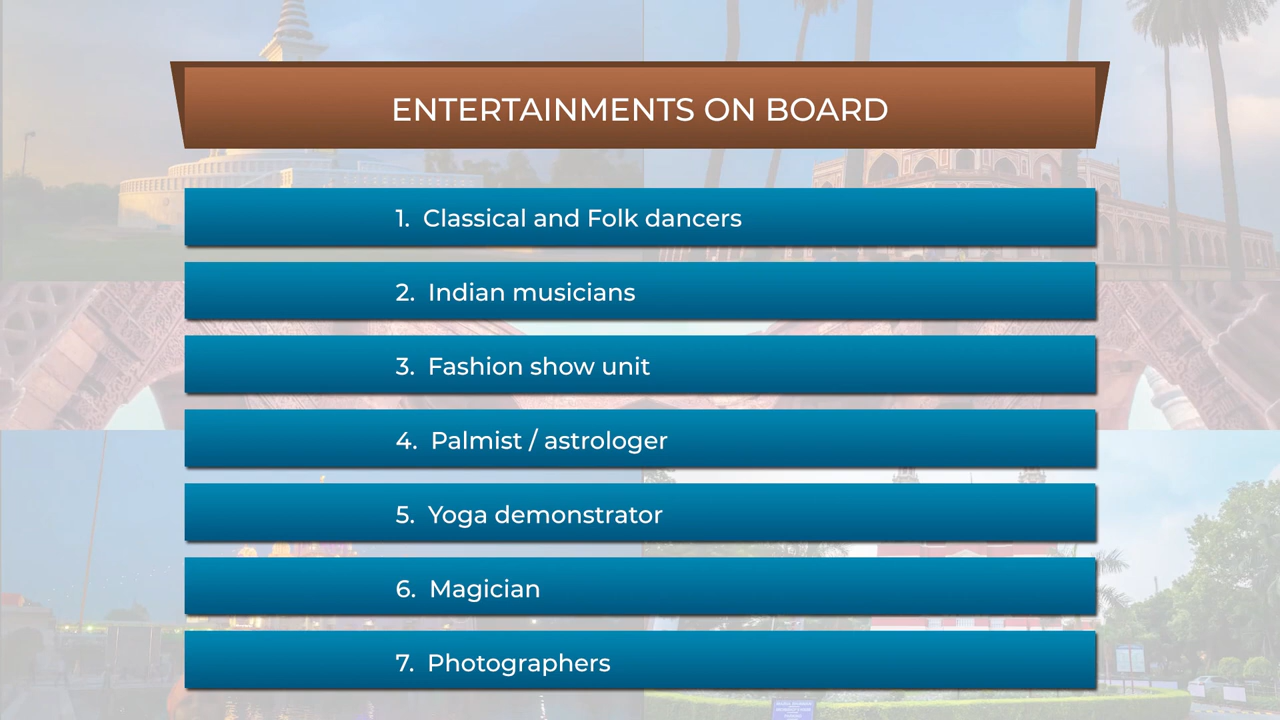 ENTERTAINMENTS ON BOARD
1. Classical and Folk dancers
2. Indian musicians
3. Fashion show unit
4. Palmist / astrologer
5. Yoga demonstrator
6. Magician
7. Photographers